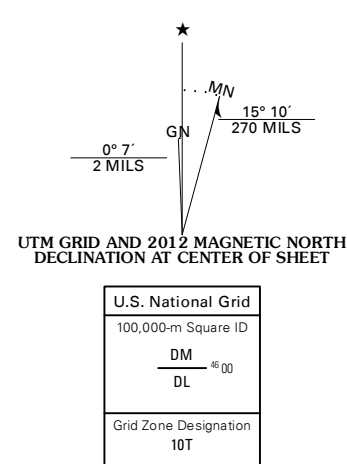 ★
MN
15° 10´
270 MILS
GN
0° 7´
2 MILS
UTM GRID AND 2012 MAGNETIC NORTH
DECLINATION AT CENTER OF SHEET
U.S. National Grid
100,000-m Square ID
DM
46 00
DL
Grid Zone Designation
10T